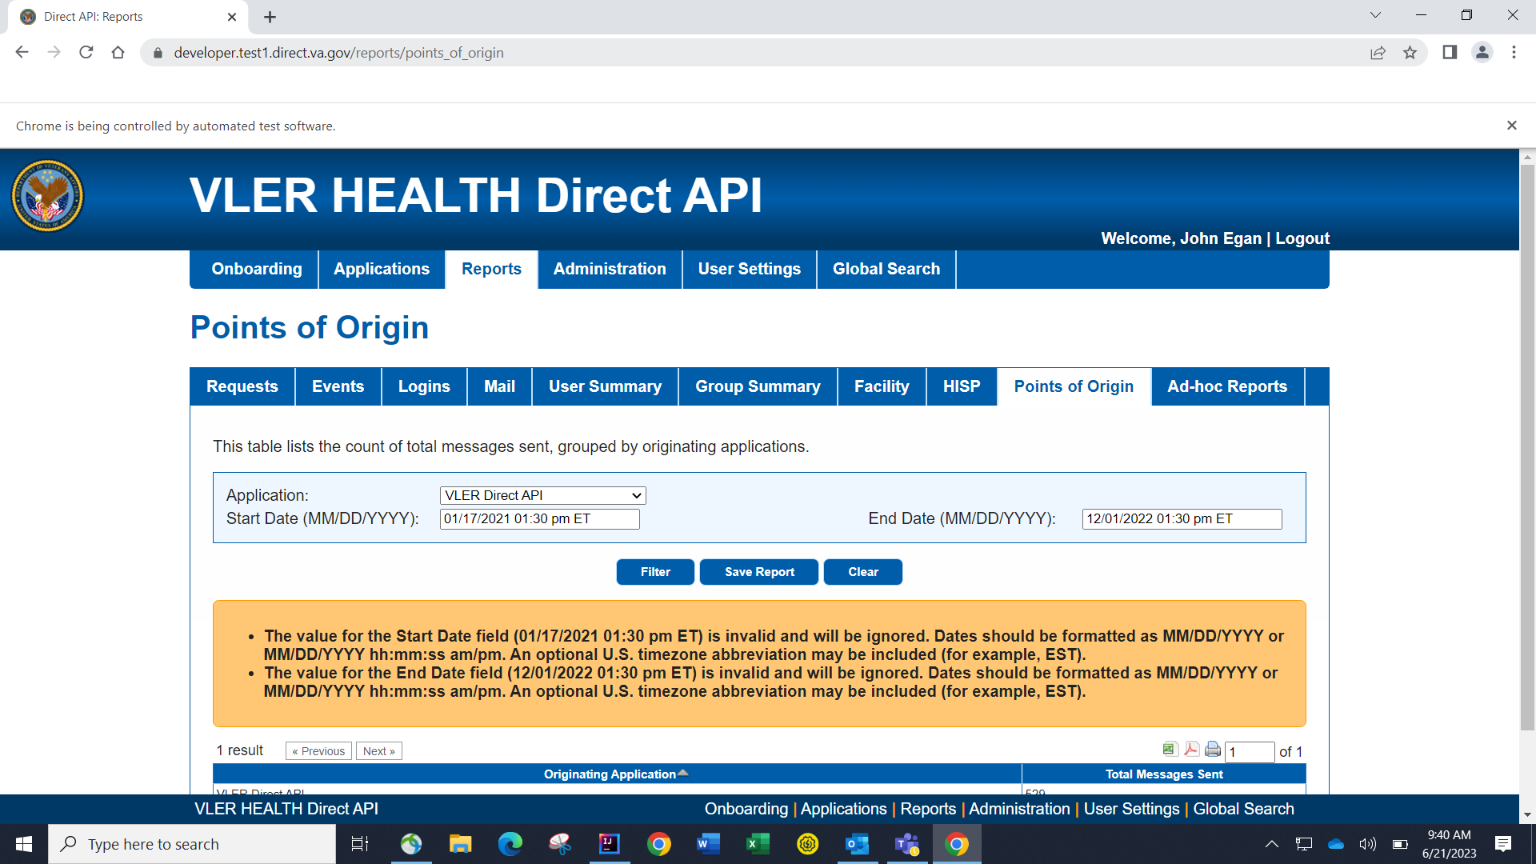 Direct API: Reports
developer.test1.direct.va.gov/reports/points_of_origin
Chrome is being controlled by automated test software.
VLER HEALTH Direct API
Welcome, John Egan | Logout
Onboarding Applications Reports Administration User Settings Global Search
Points of Origin
Requests Events Logins Mail User Summary Group Summary Facility HISP Points of Origin Ad-hoc Reports
This table lists the count of total messages sent, grouped by originating applications.
Application: VLER Direct API
Start Date (MM/DD/YYYY): 01/17/2021 01:30 pm ET End Date (MM/DD/YYYY): 12/01/2022 01:30 pm ET
Filter Save Report Clear
• The value for the Start Date field (01/17/2021 01:30 pm ET) is invalid and will be ignored. Dates should be formatted as MM/DD/YYYY or
MM/DD/YYYY hh:mm:ss am/pm. An optional U.S. timezone abbreviation may be included (for example, EST).
• The value for the End Date field (12/01/2022 01:30 pm ET) is invalid and will be ignored. Dates should be formatted as MM/DD/YYYY or
MM/DD/YYYY hh:mm:ss am/pm. An optional U.S. timezone abbreviation may be included (for example, EST).
1 result « Previous Next » 1 of 1
Originating Application Total Messages Sent
VLER Direct API 529
VLER HEALTH Direct API Onboarding | Applications | Reports | Administration | User Settings | Global Search
Type here to search
9:40 AM
6/21/2023